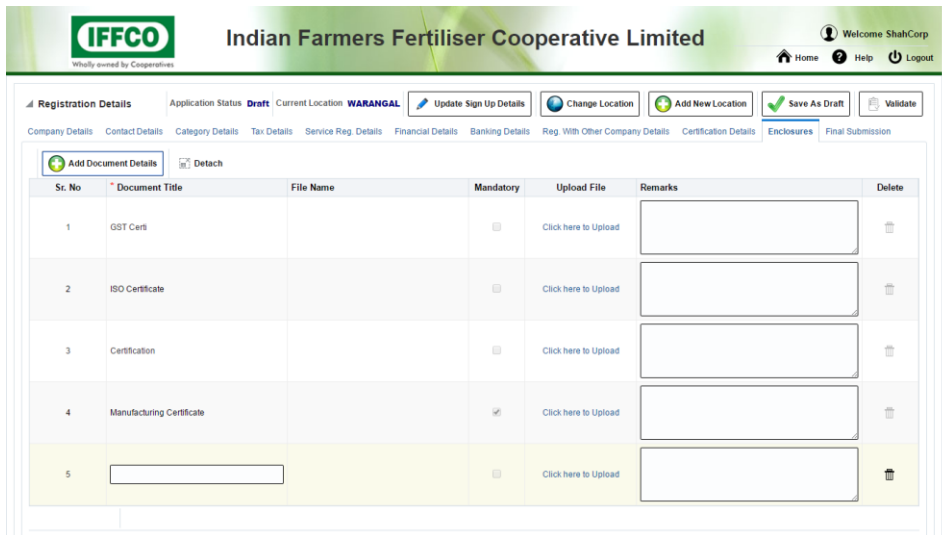 IFFCO
Wholly owned by Cooperatives
Indian Farmers Fertiliser Cooperative Limited
Welcome ShahCorp
Home Help Logout
Registration Details Application Status Draft Current Location WARANGAL Update Sign Up Details Change Location Add New Location Save As Draft Validate
Company Details Contact Details Category Details Tax Details Service Reg. Details Financial Details Banking Details Reg. With Other Company Details Certification Details Enclosures Final Submission
Add Document Details Detach
Sr. No * Document Title File Name Mandatory Upload File Remarks Delete
1 GST Certi Click here to Upload
2 ISO Certificate Click here to Upload
3 Certification Click here to Upload
4 Manufacturing Certificate Click here to Upload
5 Click here to Upload